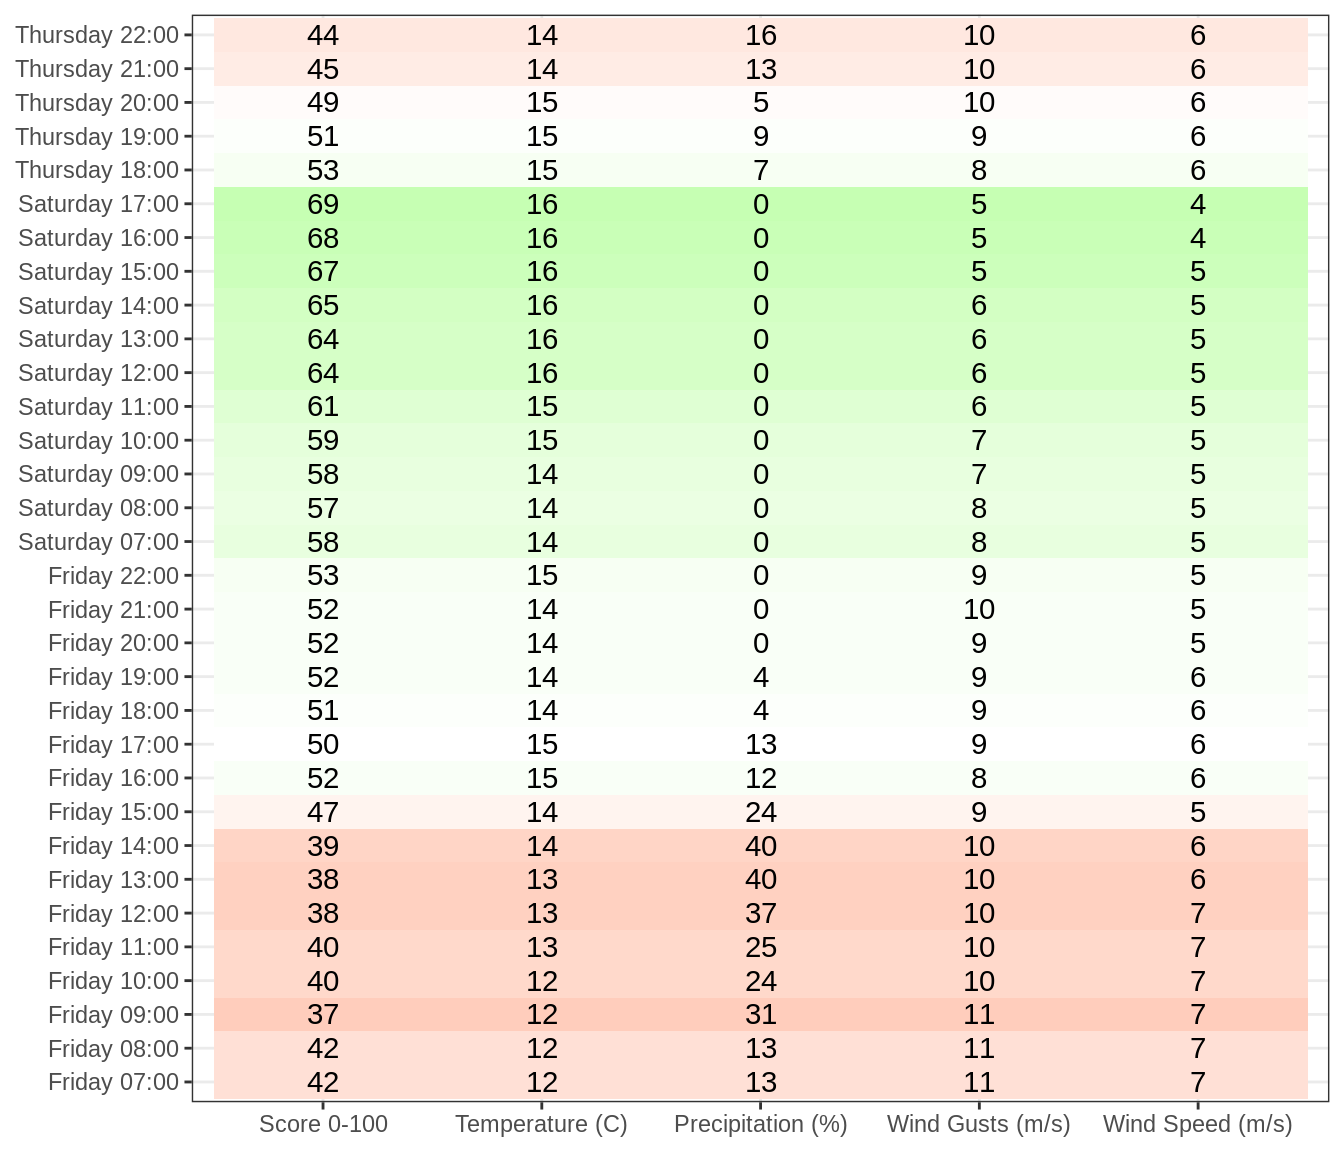 Thursday 22:00 44 14 16 10 6
Thursday 21:00 45 14 13 10 6
Thursday 20:00 49 15 5 10 6
Thursday 19:00 51 15 9 9 6
Thursday 18:00 53 15 7 8 6
Saturday 17:00 69 16 0 5 4
Saturday 16:00 68 16 0 5 4
Saturday 15:00 67 16 0 5 5
Saturday 14:00 65 16 0 6 5
Saturday 13:00 64 16 0 6 5
Saturday 12:00 64 16 0 6 5
Saturday 11:00 61 15 0 6 5
Saturday 10:00 59 15 0 7 5
Saturday 09:00 58 14 0 7 5
Saturday 08:00 57 14 0 8 5
Saturday 07:00 58 14 0 8 5
Friday 22:00 53 15 0 9 5
Friday 21:00 52 14 0 10 5
Friday 20:00 52 14 0 9 5
Friday 19:00 52 14 4 9 6
Friday 18:00 51 14 4 9 6
Friday 17:00 50 15 13 9 6
Friday 16:00 52 15 12 8 6
Friday 15:00 47 14 24 9 5
Friday 14:00 39 14 40 10 6
Friday 13:00 38 13 40 10 6
Friday 12:00 38 13 37 10 7
Friday 11:00 40 13 25 10 7
Friday 10:00 40 12 24 10 7
Friday 09:00 37 12 31 11 7
Friday 08:00 42 12 13 11 7
Friday 07:00 42 12 13 11 7
Score 0-100 Temperature (C) Precipitation (%) Wind Gusts (m/s) Wind Speed (m/s)